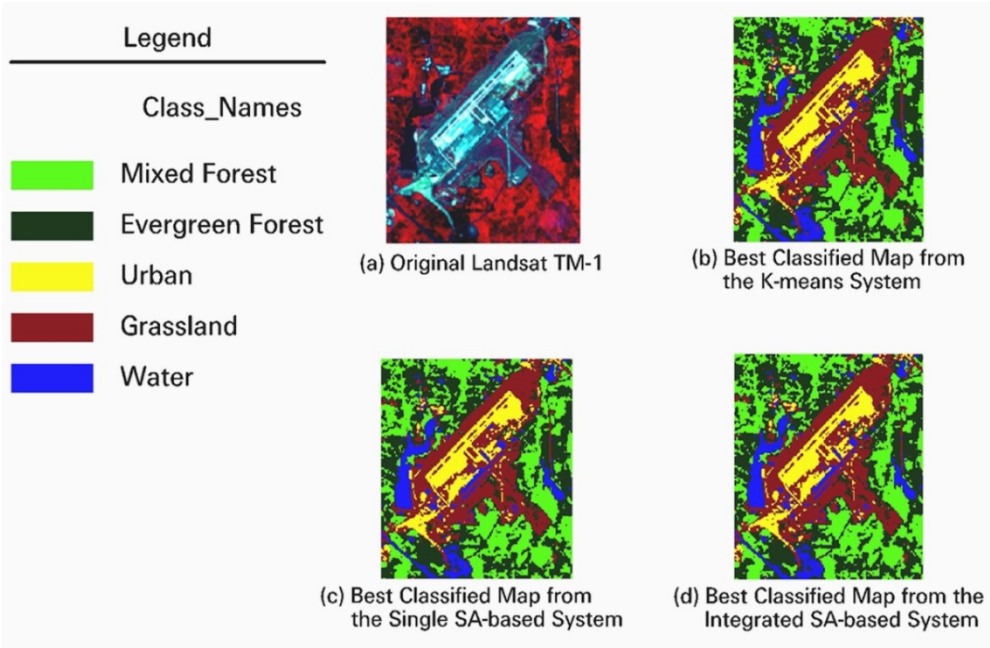 Legend
Class_Names
Mixed Forest
Evergreen Forest
Urban
Grassland
Water
(a) Original Landsat TM-1
(b) Best Classified Map from
the K-means System
(c) Best Classified Map from
the Single SA-based System
(d) Best Classified Map from the
Integrated SA-based System